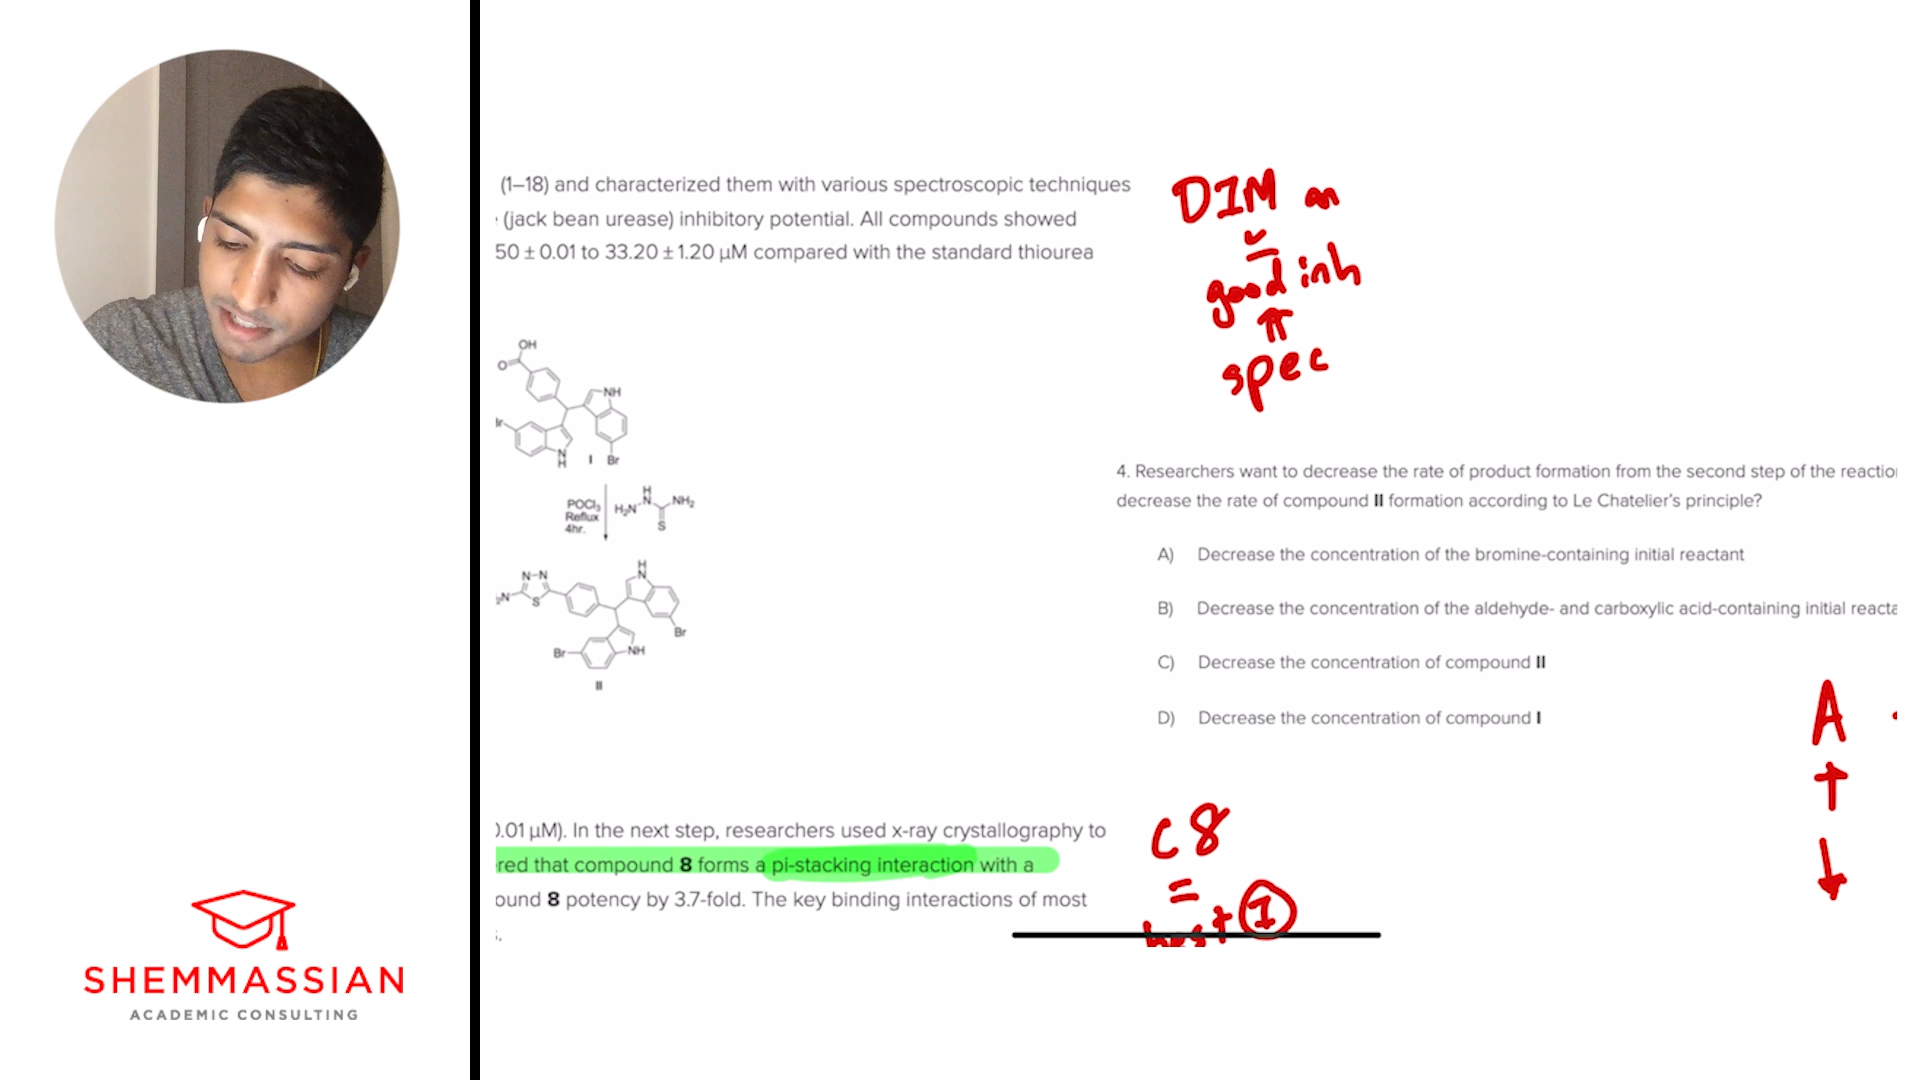 (1–18) and characterized them with various spectroscopic techniques
(jack bean urease) inhibitory potential. All compounds showed
50 ± 0.01 to 33.20 ± 1.20 μM compared with the standard thiourea
DIM an
good inh
π
spec
OH
O
NH
Br
N
H
I Br
POCl3
Reflux
4hr.
H2N
H
N
NH2
S
N-N
N
S
H
N
Br
Br
NH
II
4. Researchers want to decrease the rate of product formation from the second step of the reactio
decrease the rate of compound II formation according to Le Chatelier's principle?
A) Decrease the concentration of the bromine-containing initial reactant
B) Decrease the concentration of the aldehyde- and carboxylic acid-containing initial reacta
C) Decrease the concentration of compound II
D) Decrease the concentration of compound I
A
↑
↓
0.01 μM). In the next step, researchers used x-ray crystallography to
red that compound 8 forms a pi-stacking interaction with a
ound 8 potency by 3.7-fold. The key binding interactions of most
C8
=
best I
SHEMMASSIAN
ACADEMIC CONSULTING